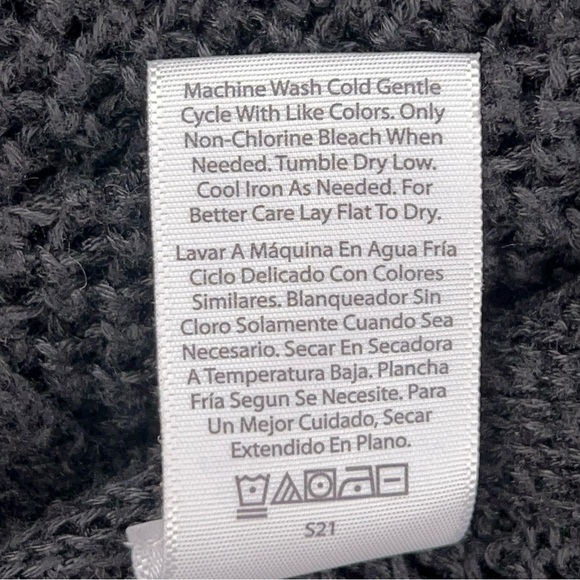 Machine Wash Cold Gentle
Cycle With Like Colors. Only
Non-Chlorine Bleach When
Needed. Tumble Dry Low.
Cool Iron As Needed. For
Better Care Lay Flat To Dry.
Lavar A Máquina En Agua Fría
Ciclo Delicado Con Colores
Similares. Blanqueador Sin
Cloro Solamente Cuando Sea
Necesario. Secar En Secadora
A Temperatura Baja. Plancha
Fría Segun Se Necesite. Para
Un Mejor Cuidado, Secar
Extendido En Plano.
S21